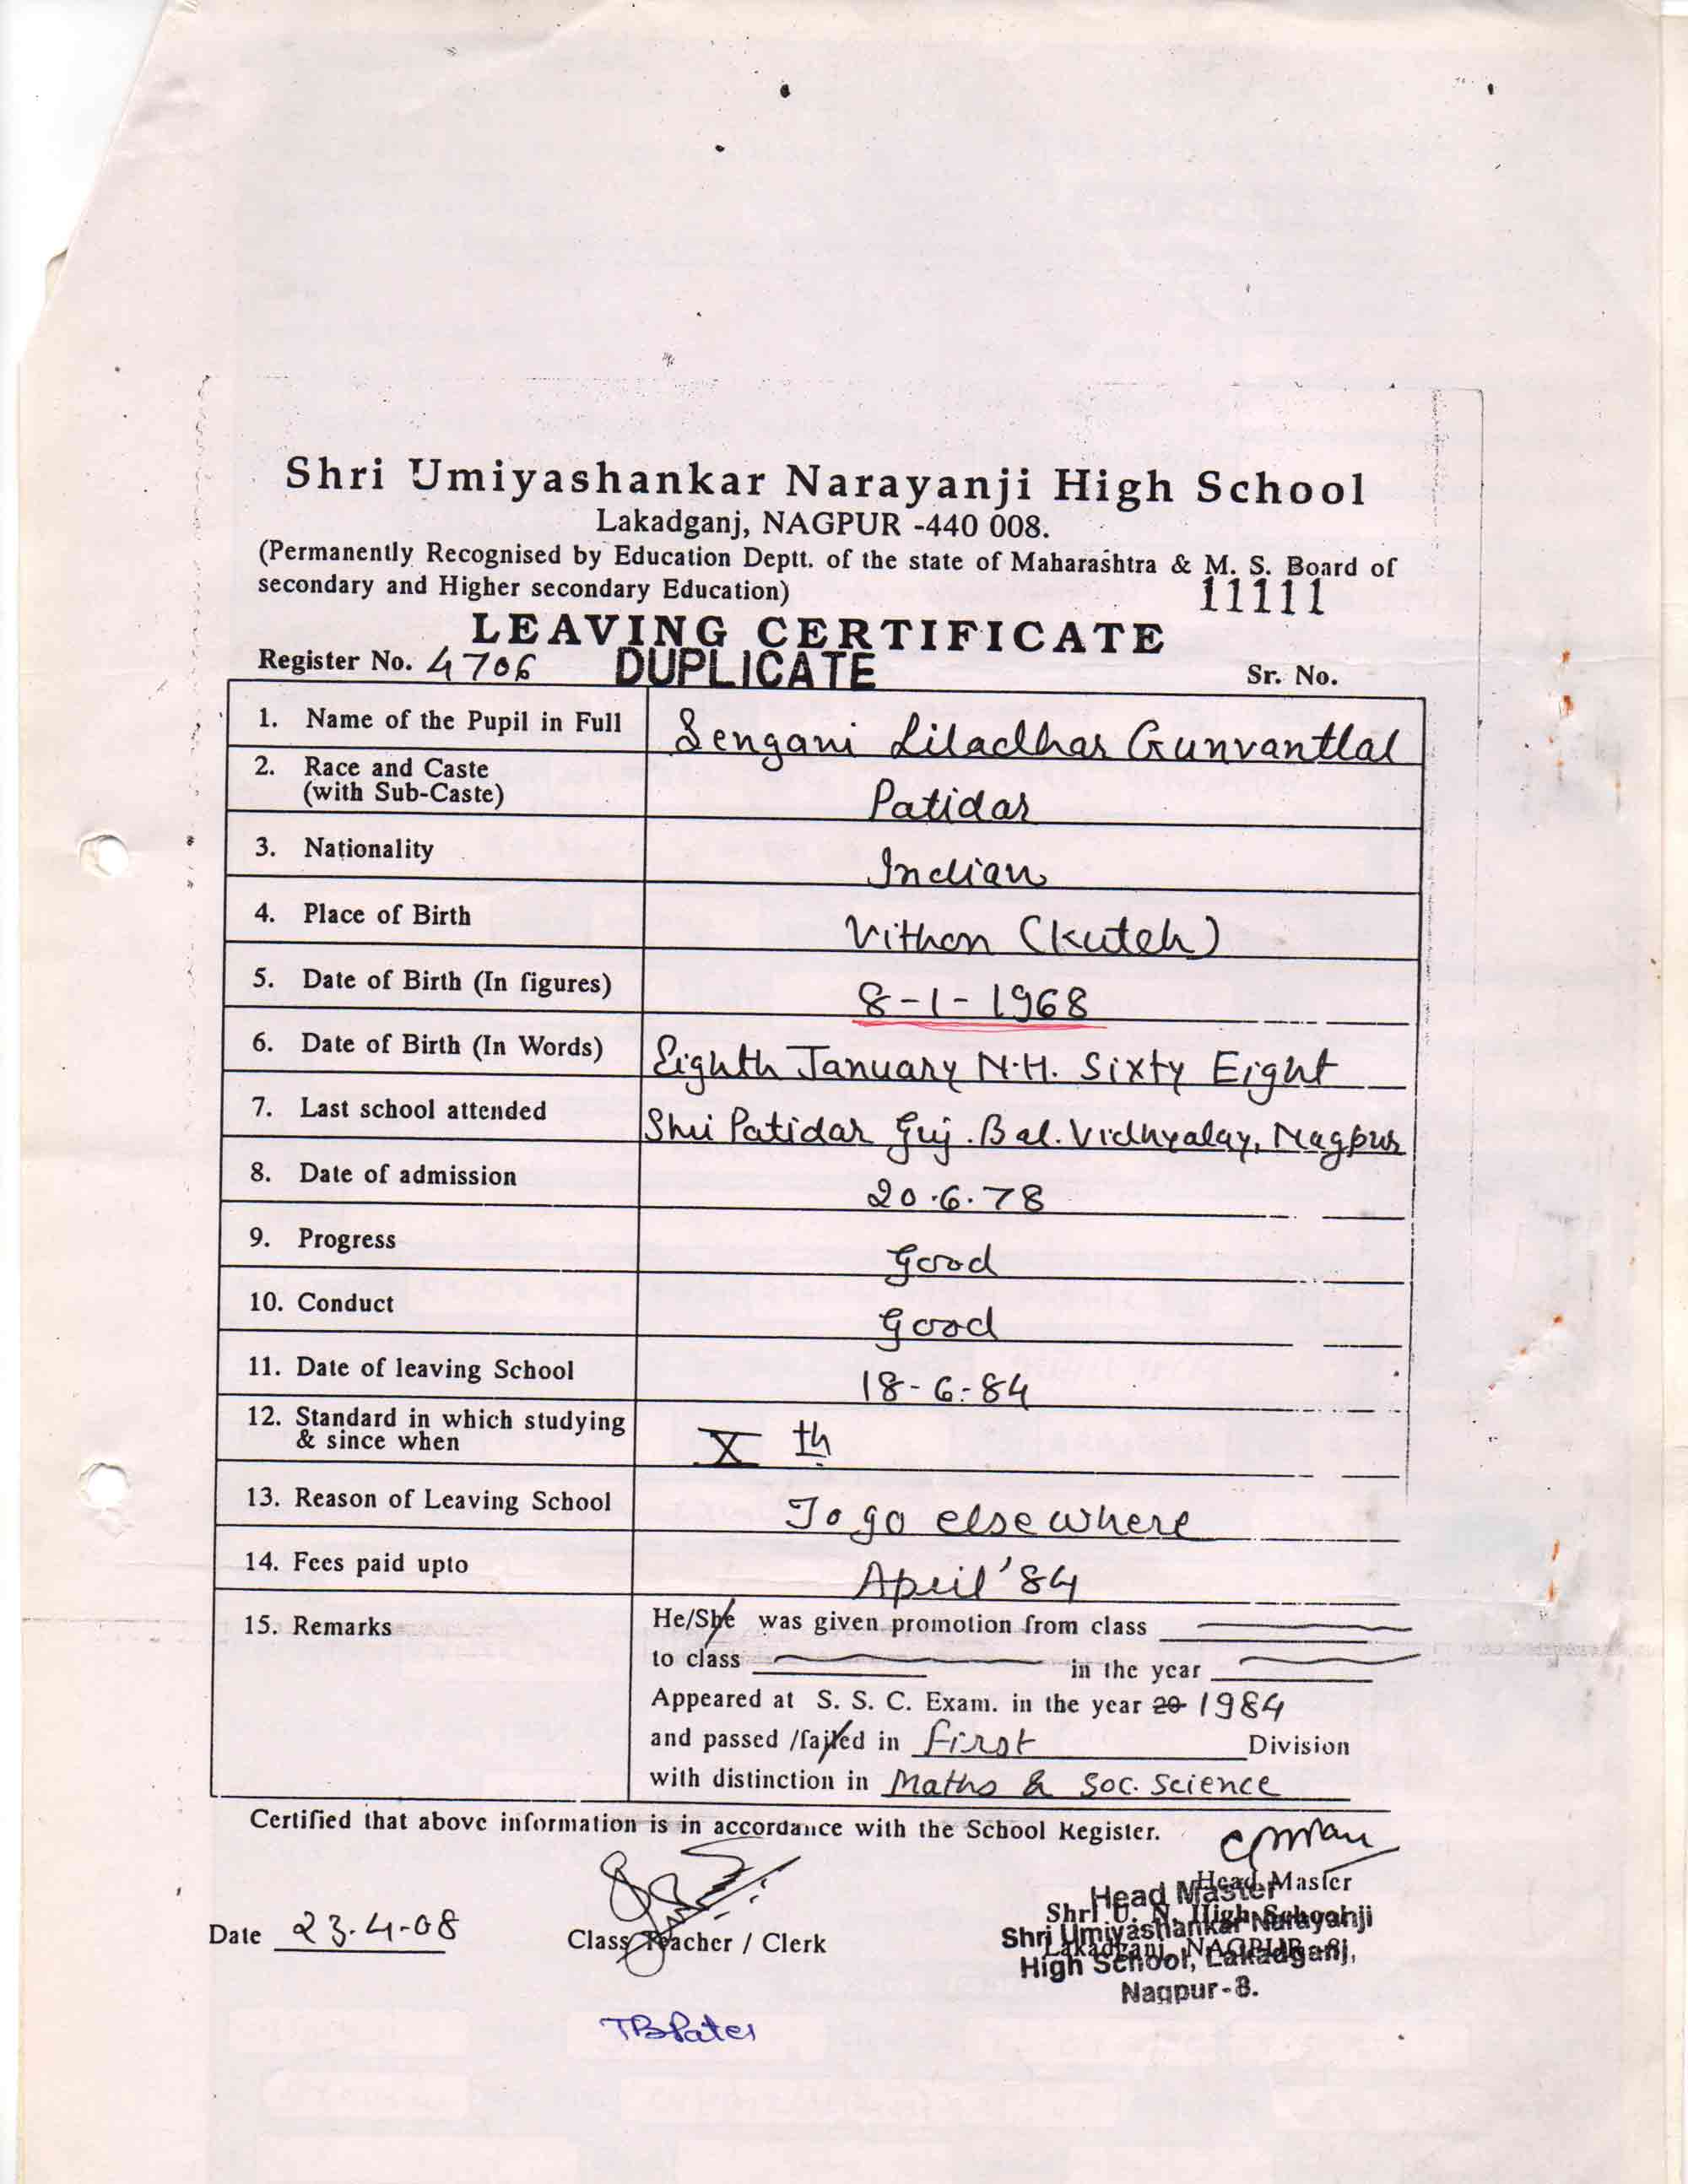 Shri Umiyashankar Narayanji High School
Lakadganj, NAGPUR -440 008.
(Permanently Recognised by Education Deptt. of the state of Maharashtra & M. S. Board of
secondary and Higher secondary Education)
11111
LEAVING CERTIFICATE
Register No. 4706 DUPLICATE Sr. No.
1. Name of the Pupil in Full Sengani Liladhar Gunvantlal
2. Race and Caste
(with Sub-Caste) Patidar
3. Nationality Indian
4. Place of Birth Vithon (Kutch)
5. Date of Birth (In figures) 8-1-1968
6. Date of Birth (In Words) Eighth January N.H. Sixty Eight
7. Last school attended Shri Patidar Guj. Bal. Vidhyalay, Nagpur
8. Date of admission 20.6.78
9. Progress Good
10. Conduct Good
11. Date of leaving School 18-6-84
12. Standard in which studying
& since when X th
13. Reason of Leaving School To go elsewhere
14. Fees paid upto April '84
15. Remarks He/She was given promotion from class
to class in the year
Appeared at S. S. C. Exam. in the year 20 1984
and passed /failed in First Division
with distinction in Maths & Soc. Science
Certified that above information is in accordance with the School Register.
Head Master
Head Master
Shri U. N. High School
Shri Umiyashankar Narayanji
Lakadganj, NAGPUR-8.
High School, Lakadganj,
Nagpur-8.
Date 23.4-08
Class Teacher / Clerk
TBPatel